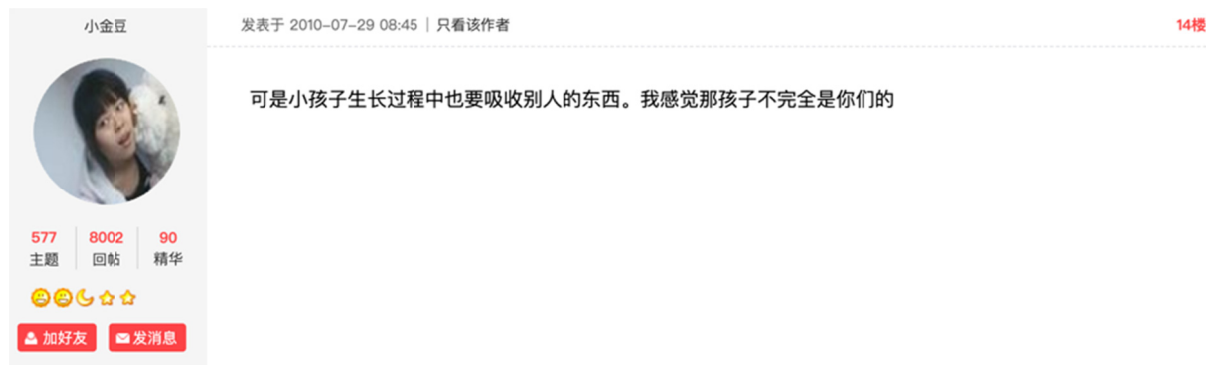 小金豆
发表于 2010-07-29 08:45 | 只看该作者
14楼
可是小孩子生长过程中也要吸收别人的东西。我感觉那孩子不完全是你们的
577 8002 90
主题 回帖 精华
加好友 发消息